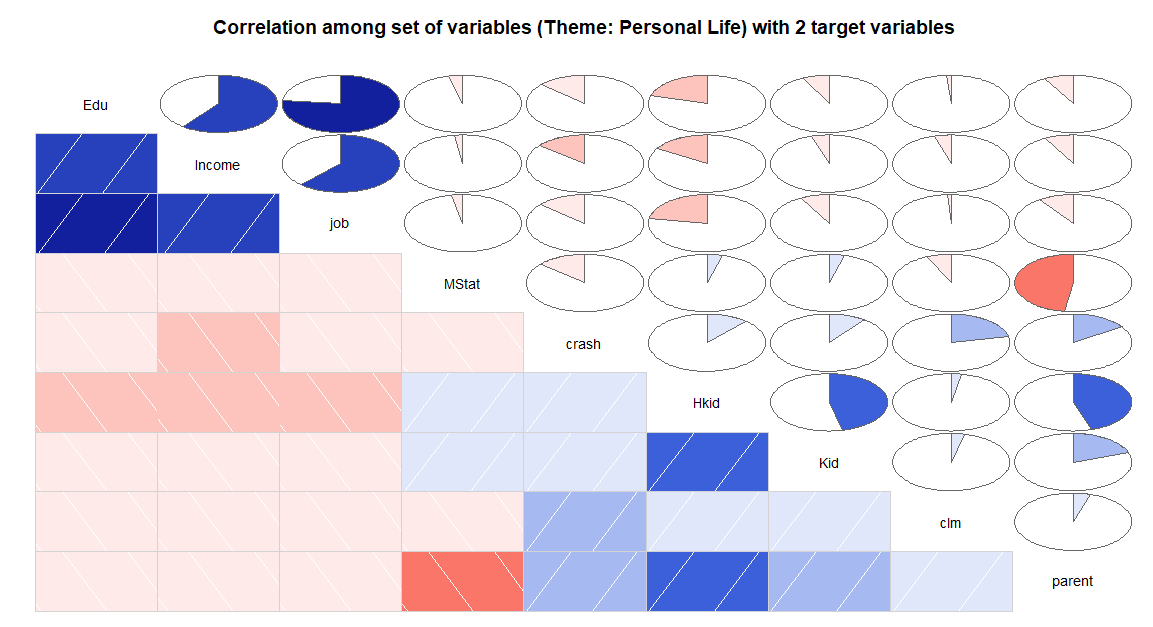 Correlation among set of variables (Theme: Personal Life) with 2 target variables
Edu
Income
job
MStat
crash
Hkid
Kid
clm
parent